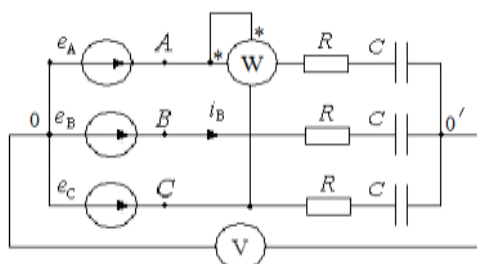 e_A A * * W R C
0 e_B B i_B R C 0′
e_C C R C
V